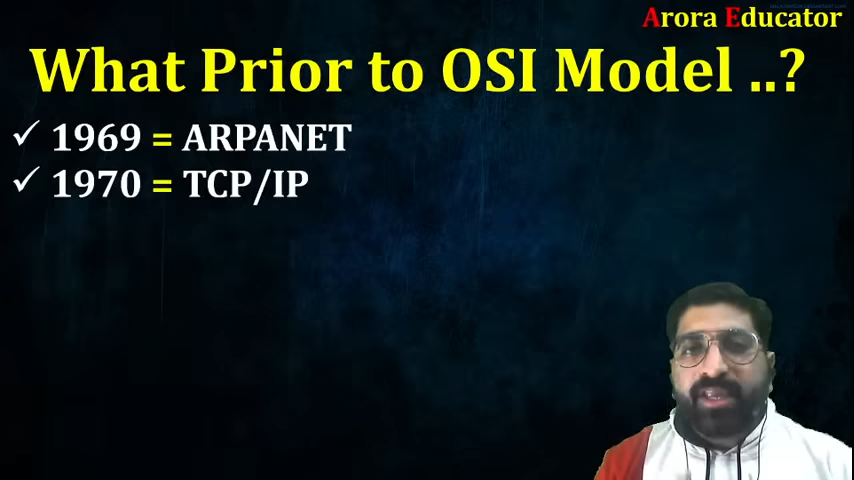 Arora Educator
What Prior to OSI Model ..?
✓ 1969 = ARPANET
✓ 1970 = TCP/IP